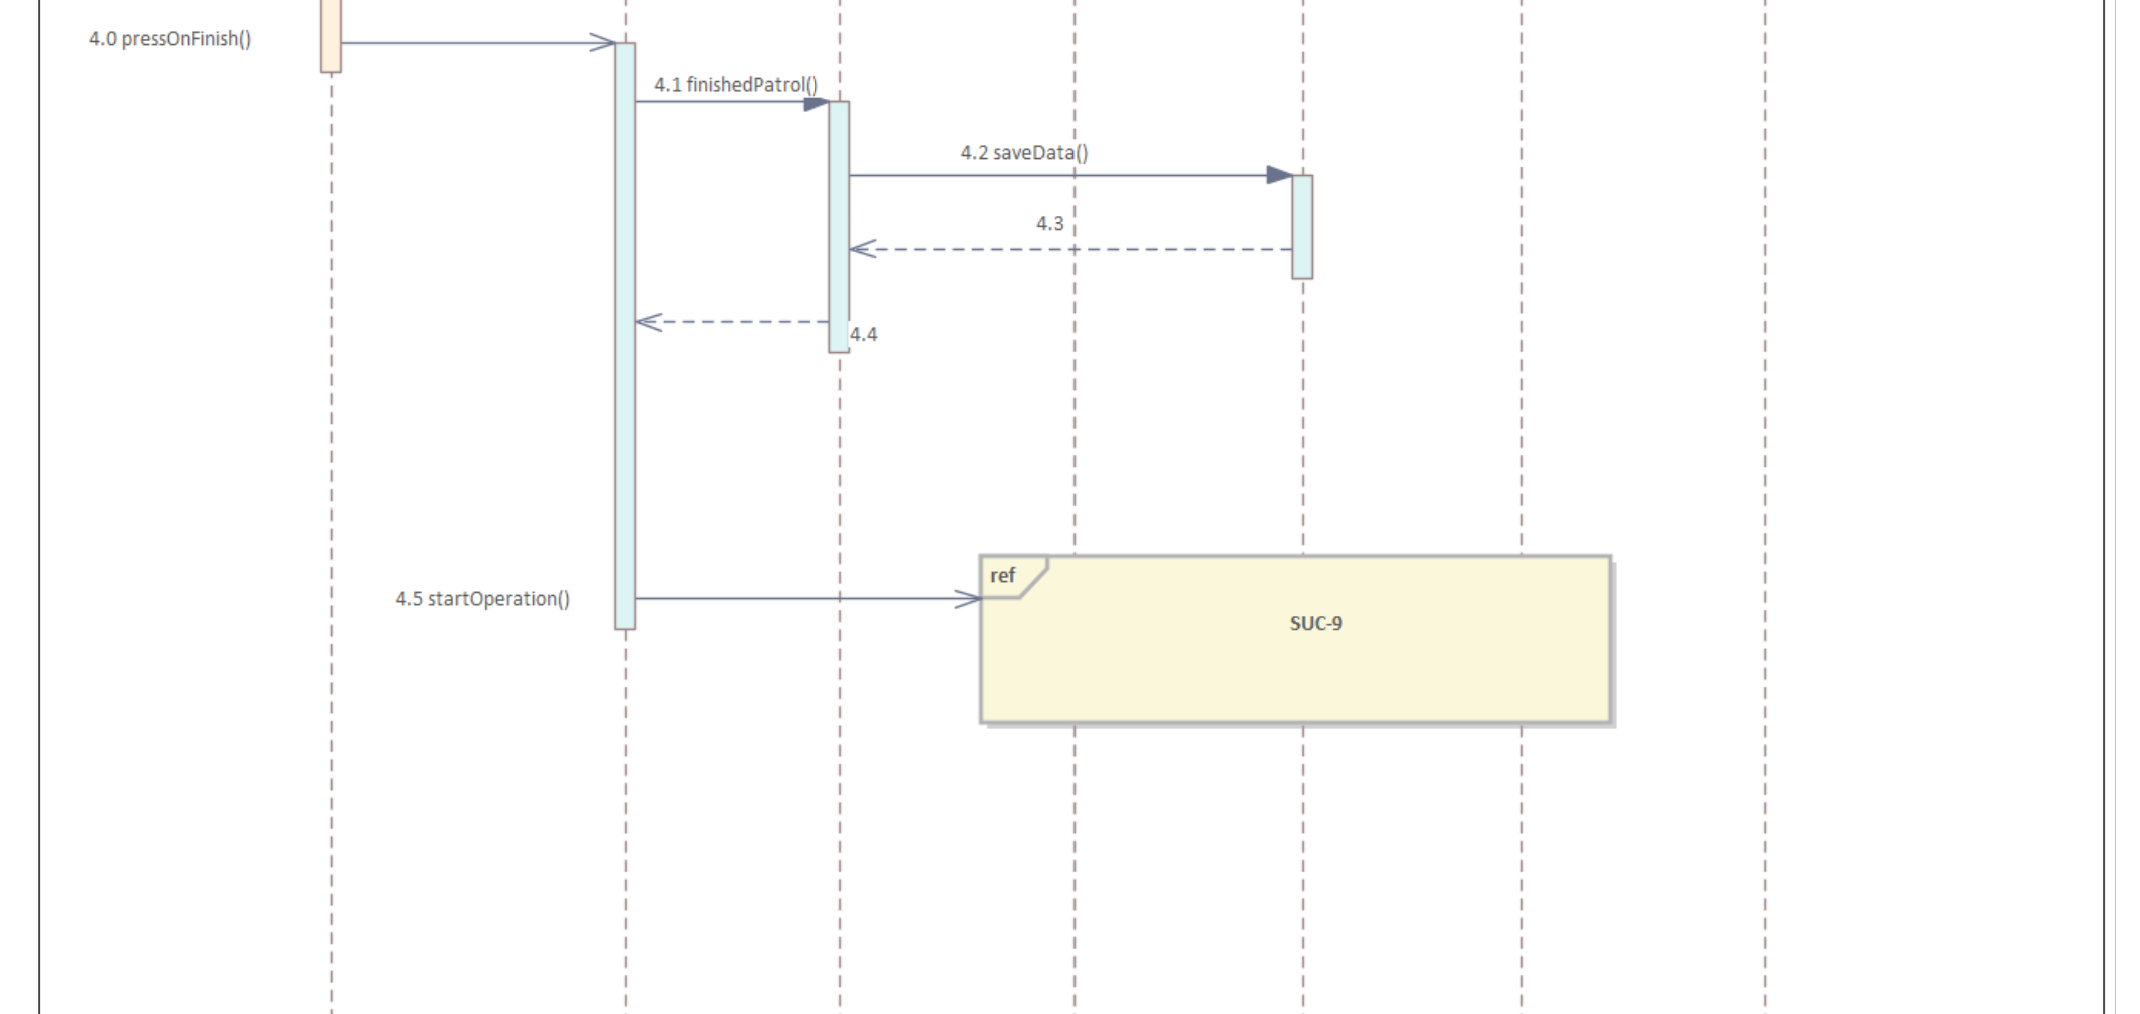 4.0 pressOnFinish()
4.1 finishedPatrol()
4.2 saveData()
4.3
4.4
ref
4.5 startOperation()
SUC-9